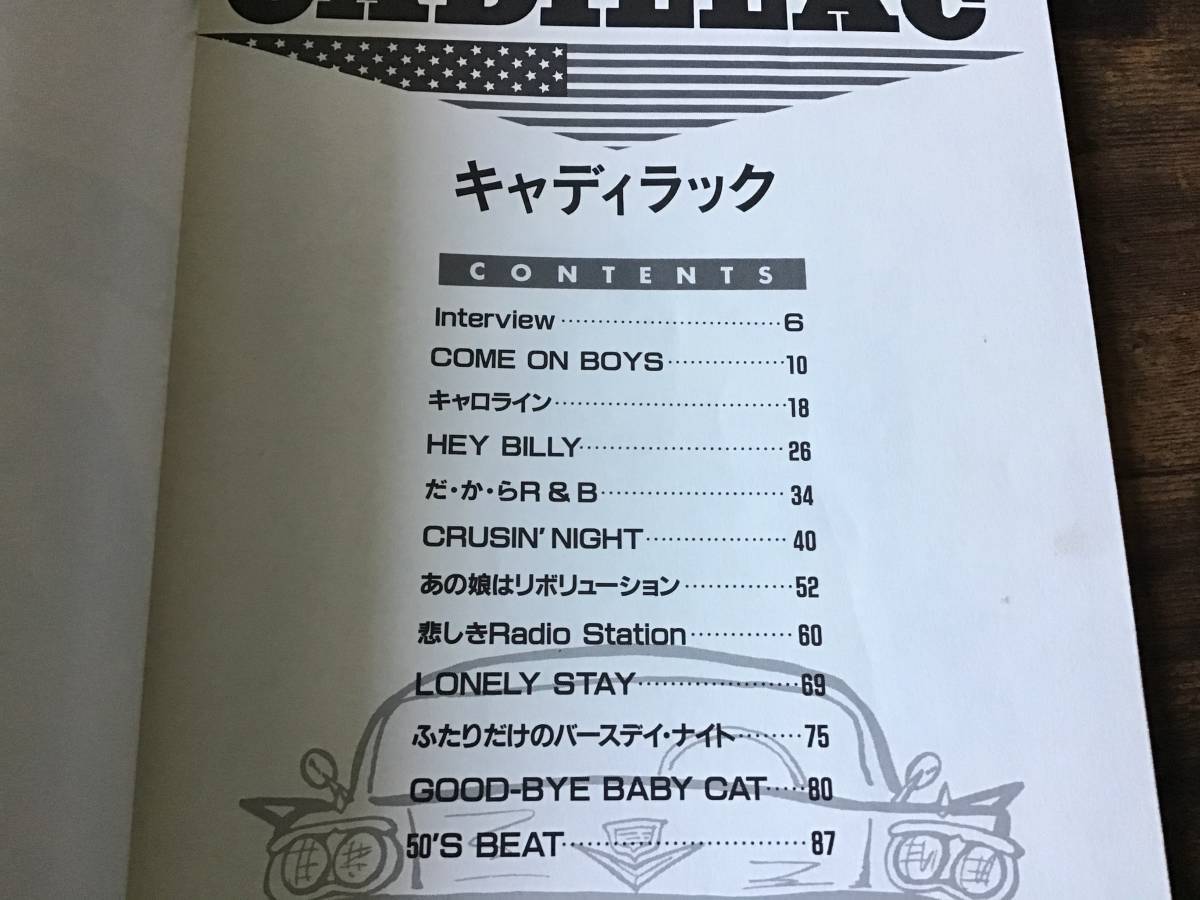 CADILLAC
キャディラック
CONTENTS
Interview 6
COME ON BOYS 10
キャロライン 18
HEY BILLY 26
だ・か・らR & B 34
CRUSIN' NIGHT 40
あの娘はリボリューション 52
悲しきRadio Station 60
LONELY STAY 69
ふたりだけのバースデイ・ナイト 75
GOOD-BYE BABY CAT 80
50'S BEAT 87